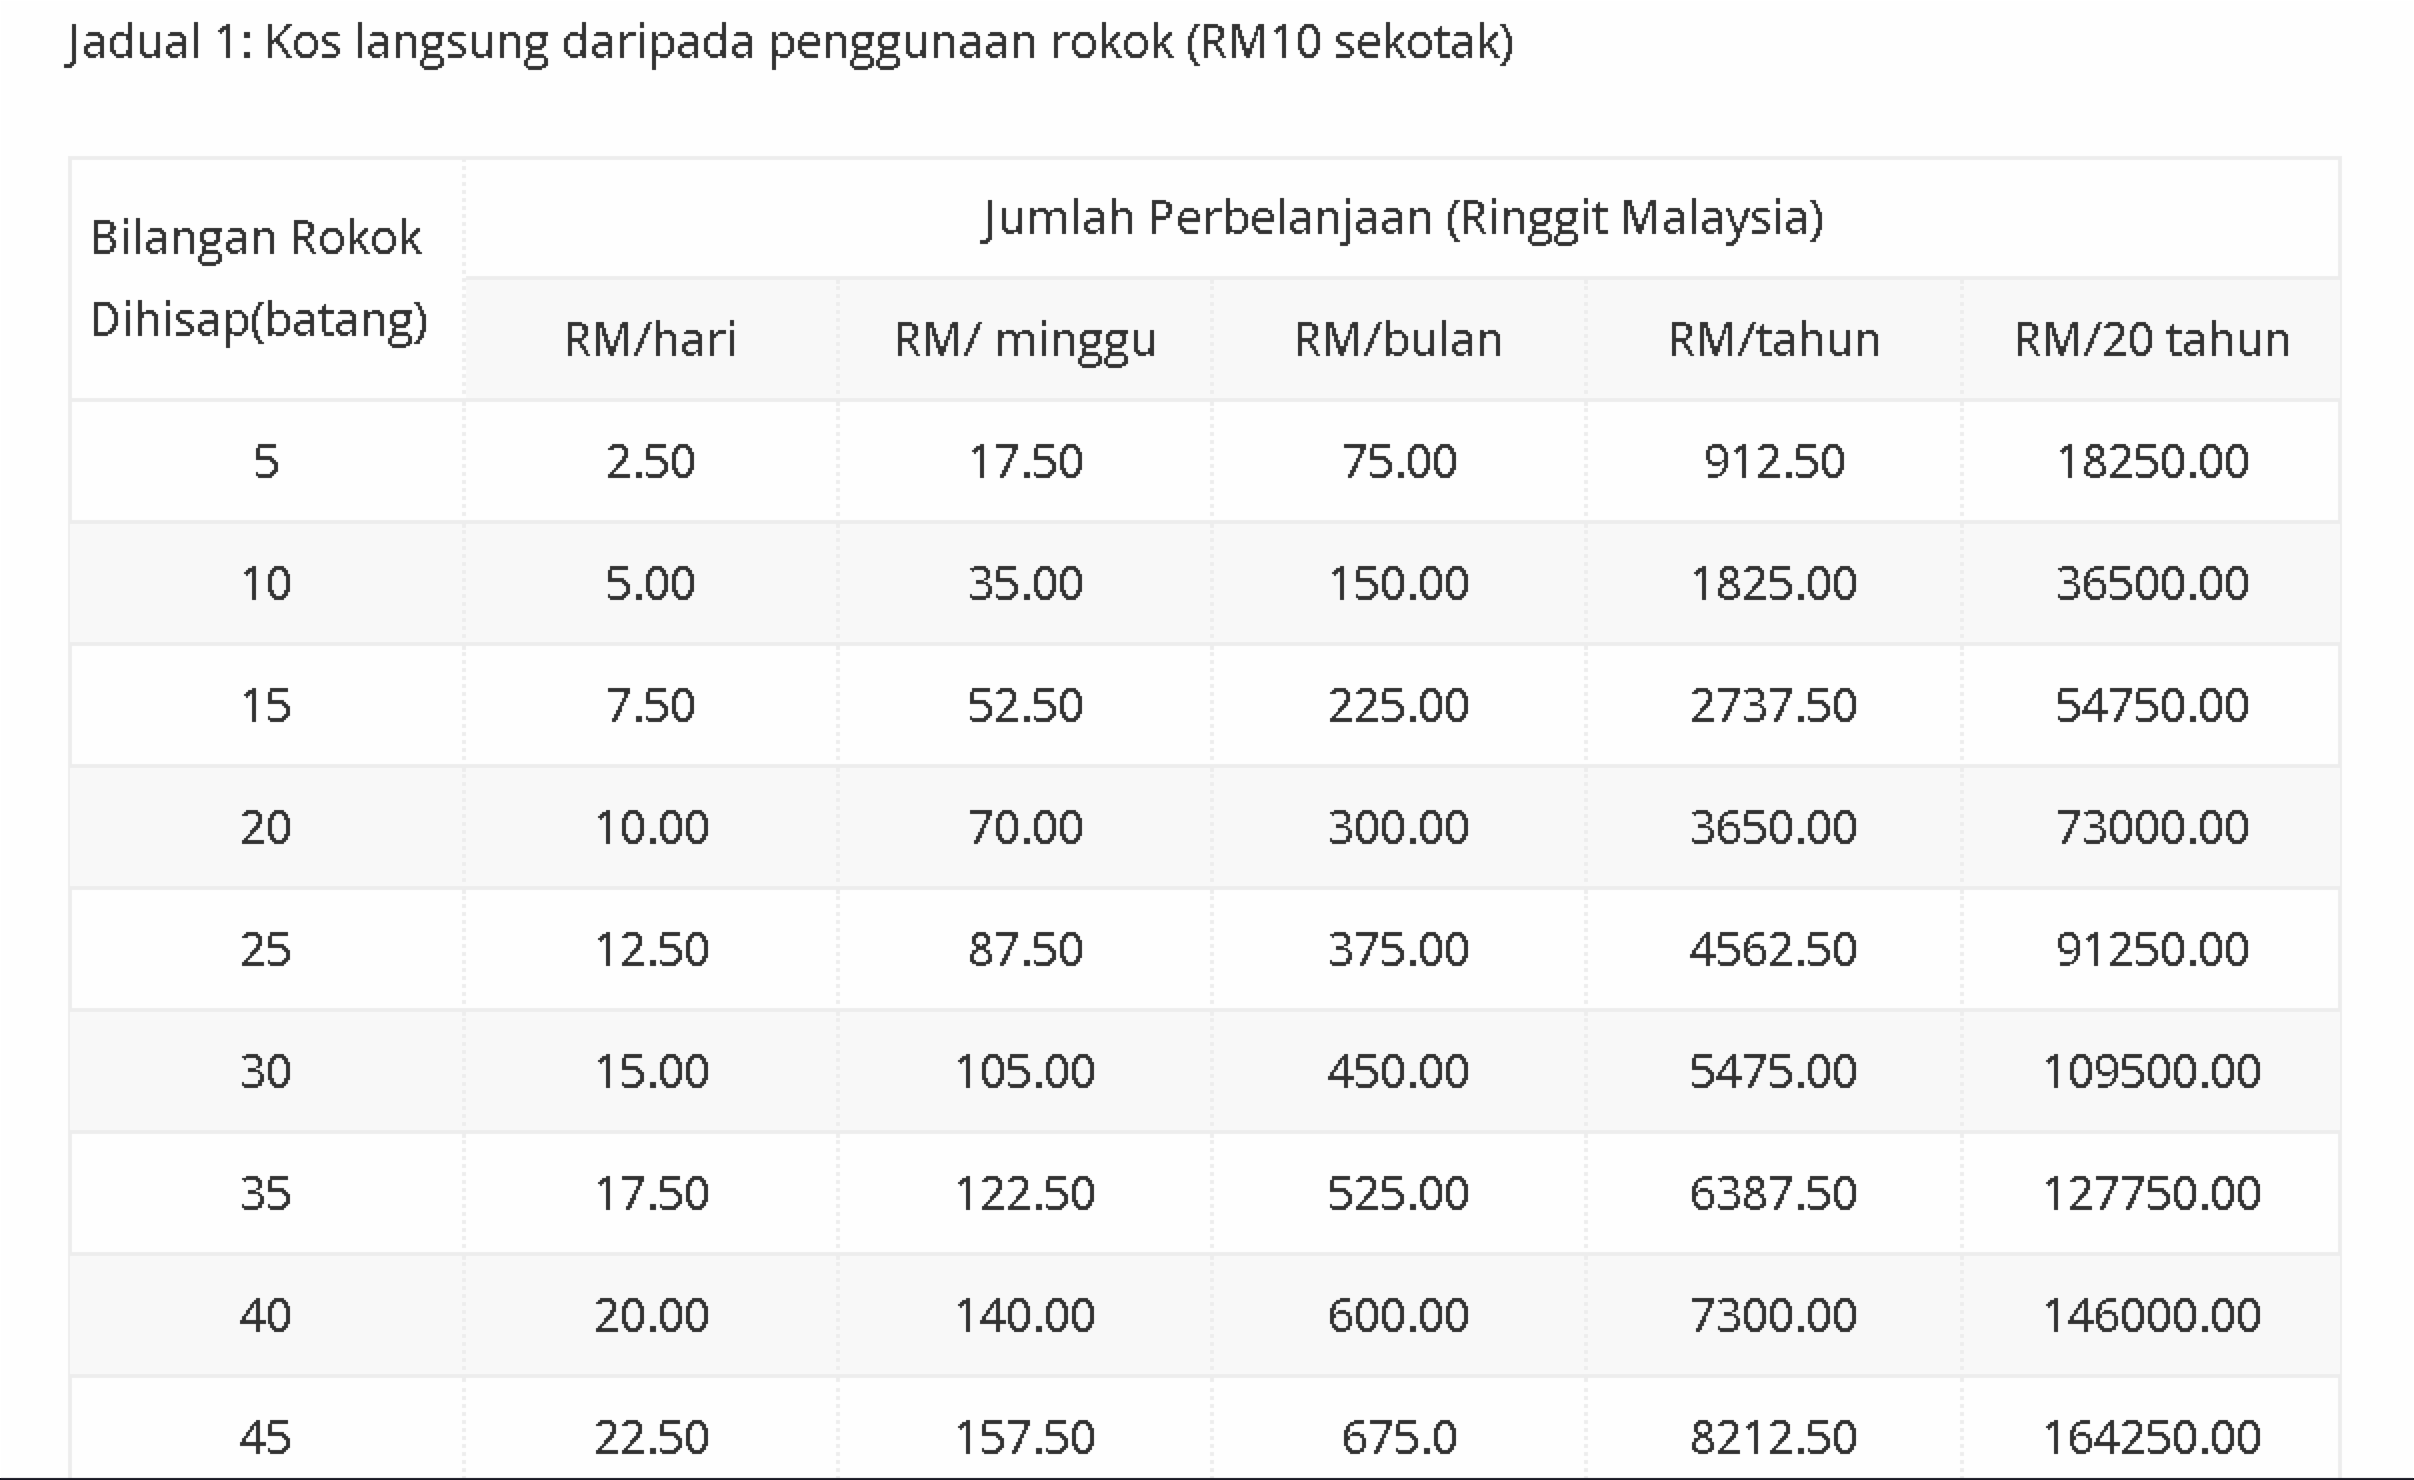 Jadual 1: Kos langsung daripada penggunaan rokok (RM10 sekotak)
Bilangan Rokok
Dihisap(batang)
Jumlah Perbelanjaan (Ringgit Malaysia)
RM/hari RM/ minggu RM/bulan RM/tahun RM/20 tahun
5 2.50 17.50 75.00 912.50 18250.00
10 5.00 35.00 150.00 1825.00 36500.00
15 7.50 52.50 225.00 2737.50 54750.00
20 10.00 70.00 300.00 3650.00 73000.00
25 12.50 87.50 375.00 4562.50 91250.00
30 15.00 105.00 450.00 5475.00 109500.00
35 17.50 122.50 525.00 6387.50 127750.00
40 20.00 140.00 600.00 7300.00 146000.00
45 22.50 157.50 675.0 8212.50 164250.00